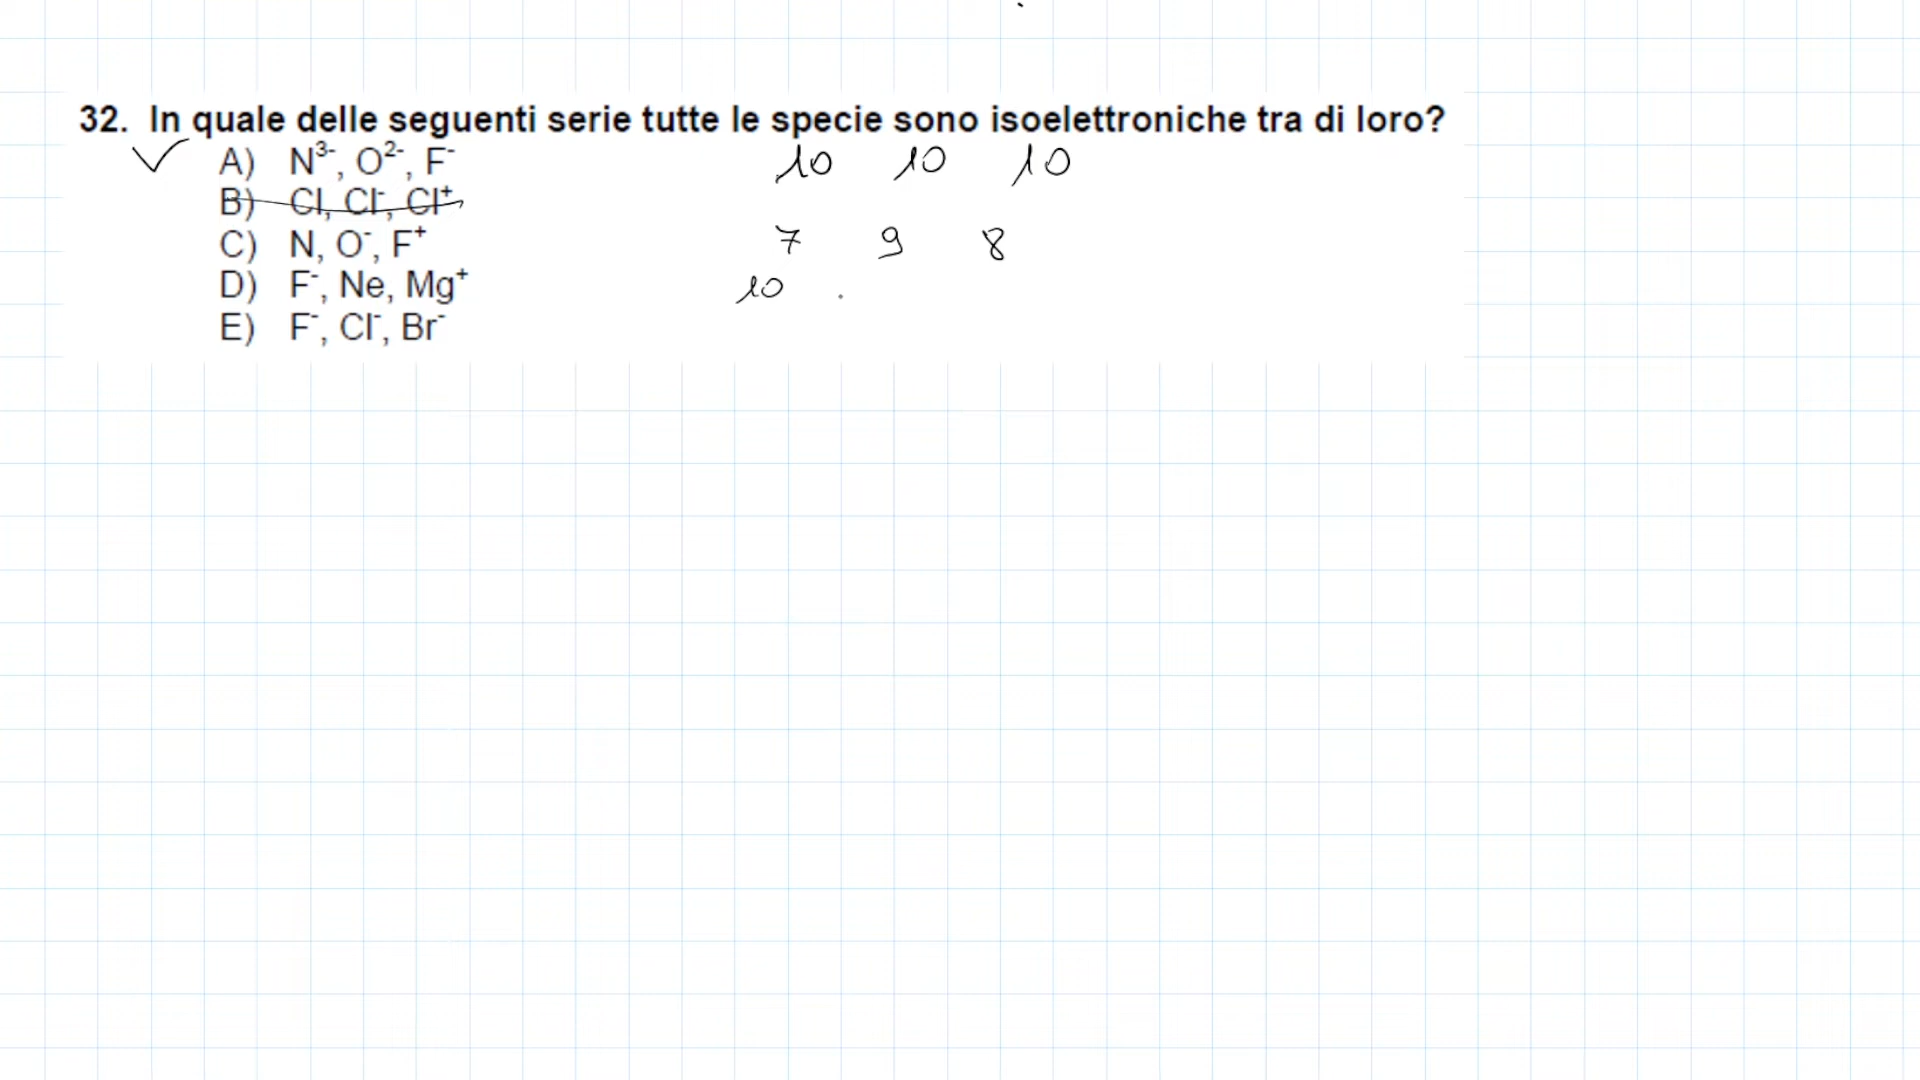 32. In quale delle seguenti serie tutte le specie sono isoelettroniche tra di loro?
A) N³⁻, O²⁻, F⁻ 10 10 10
B) Cl, Cl⁻, Cl⁺
C) N, O⁻, F⁺ 7 9 8
D) F⁻, Ne, Mg⁺ 10
E) F⁻, Cl⁻, Br⁻